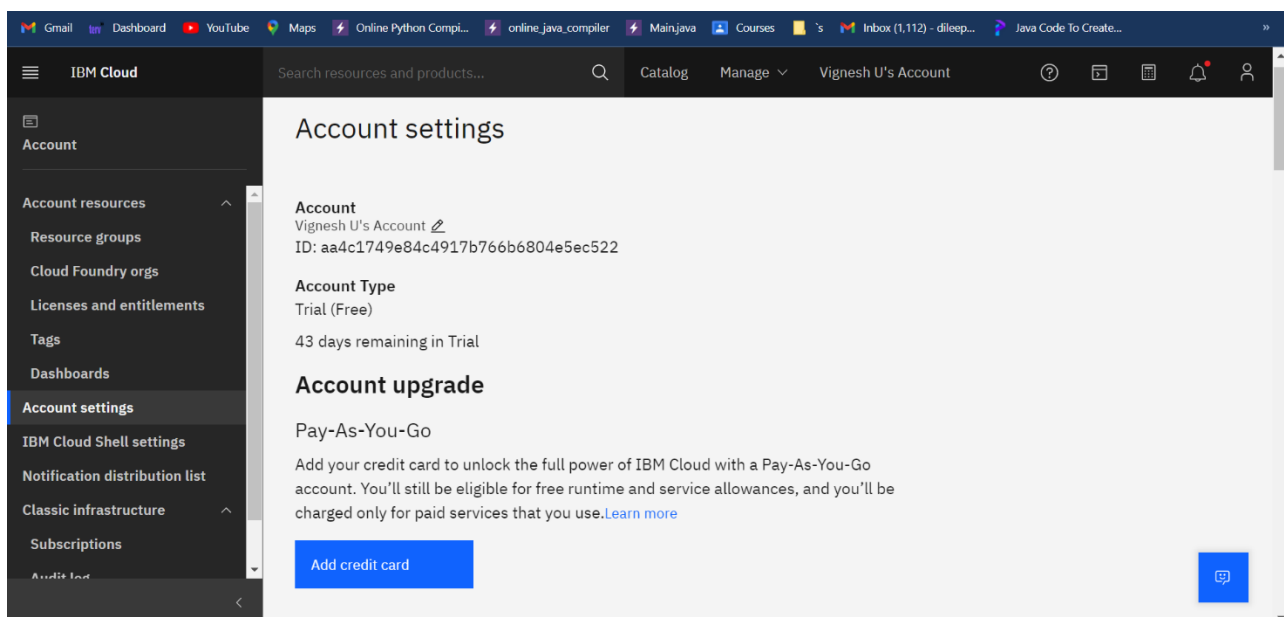 Gmail Dashboard YouTube Maps Online Python Compi... online_java_compiler Main.java Courses `s Inbox (1,112) - dileep... Java Code To Create... »
IBM Cloud Search resources and products... Catalog Manage Vignesh U's Account
Account
Account resources
Resource groups
Cloud Foundry orgs
Licenses and entitlements
Tags
Dashboards
Account settings
IBM Cloud Shell settings
Notification distribution list
Classic infrastructure
Subscriptions
Audit log
Account settings
Account
Vignesh U's Account
ID: aa4c1749e84c4917b766b6804e5ec522
Account Type
Trial (Free)
43 days remaining in Trial
Account upgrade
Pay-As-You-Go
Add your credit card to unlock the full power of IBM Cloud with a Pay-As-You-Go
account. You’ll still be eligible for free runtime and service allowances, and you’ll be
charged only for paid services that you use.Learn more
Add credit card